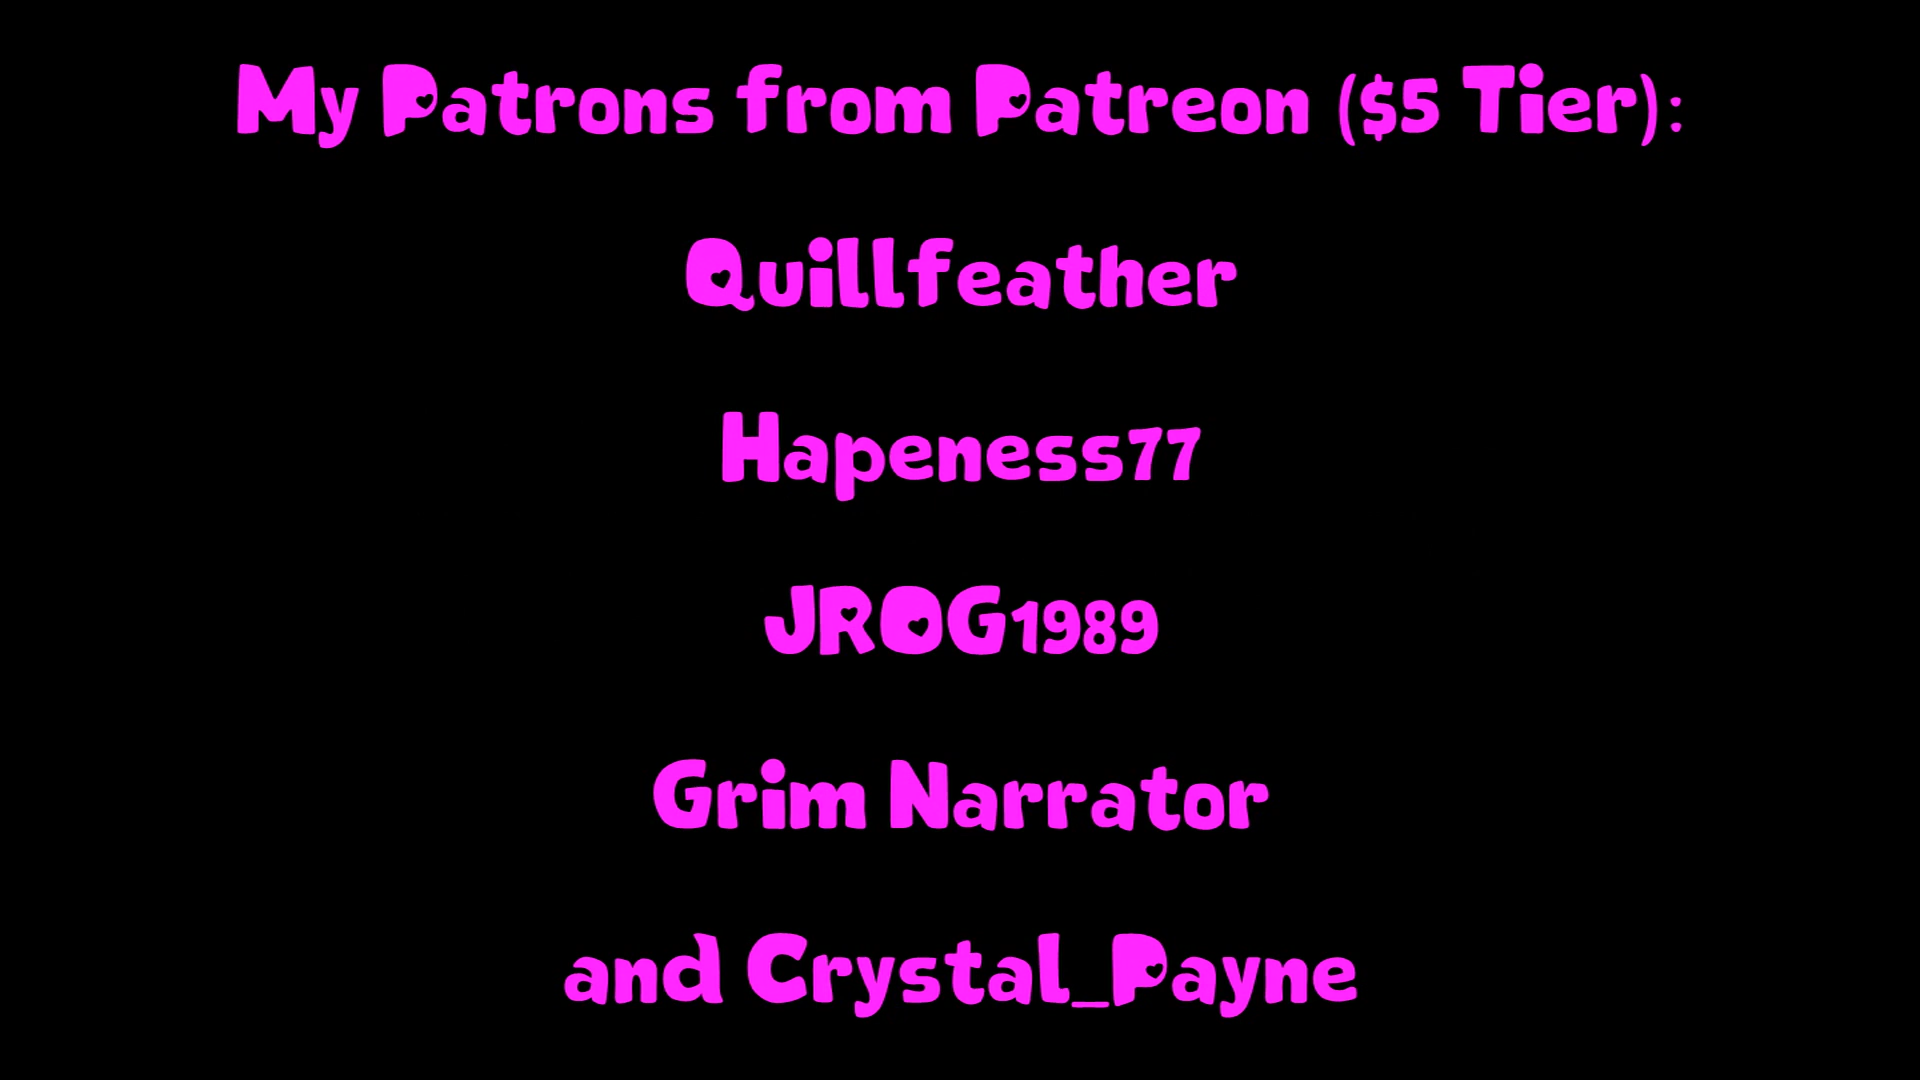 My Patrons from Patreon ($5 Tier):
Quillfeather
Hapeness77
JROG1989
Grim Narrator
and Crystal_Payne